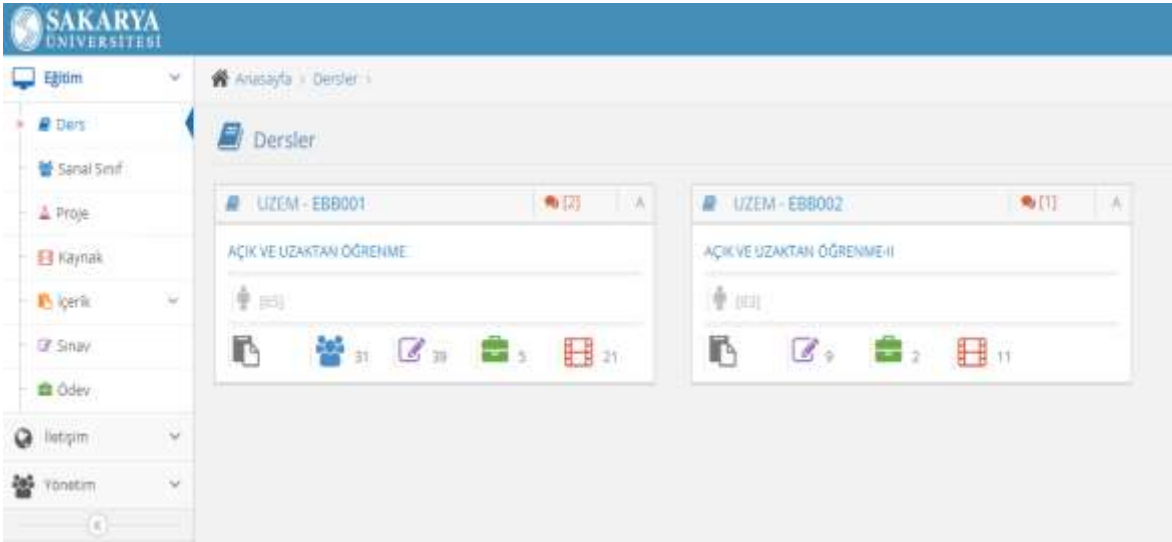 SAKARYA
ÜNİVERSİTESİ
Eğitim
Anasayfa > Dersler >
Ders
Dersler
Sanal Sınıf
Proje
Kaynak
İçerik
Sınav
Ödev
İletişim
Yönetim
UZEM - EBB001 [2] A
AÇIK VE UZAKTAN ÖĞRENME
31 39 5 21
UZEM - EBB002 [1] A
AÇIK VE UZAKTAN ÖĞRENME-II
9 2 11